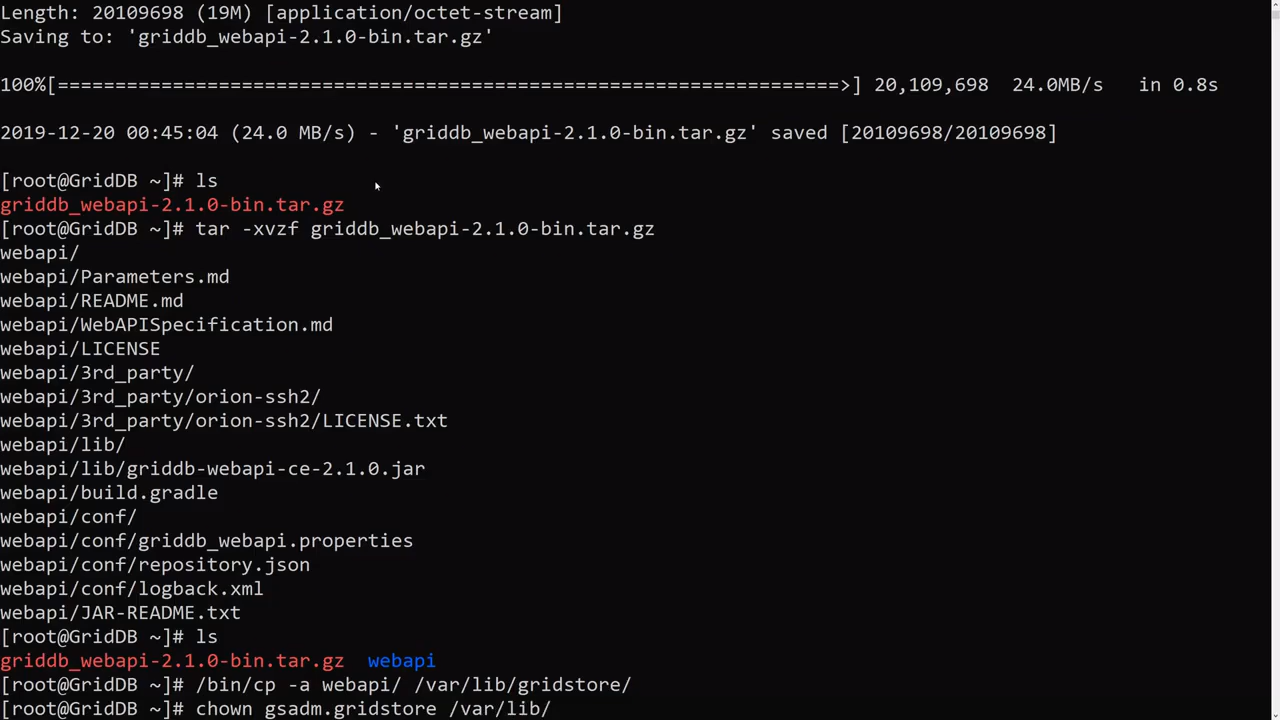 Length: 20109698 (19M) [application/octet-stream]
Saving to: 'griddb_webapi-2.1.0-bin.tar.gz'
100%[====================================================================>] 20,109,698  24.0MB/s   in 0.8s
2019-12-20 00:45:04 (24.0 MB/s) - 'griddb_webapi-2.1.0-bin.tar.gz' saved [20109698/20109698]
[root@GridDB ~]# ls
griddb_webapi-2.1.0-bin.tar.gz
[root@GridDB ~]# tar -xvzf griddb_webapi-2.1.0-bin.tar.gz
webapi/
webapi/Parameters.md
webapi/README.md
webapi/WebAPISpecification.md
webapi/LICENSE
webapi/3rd_party/
webapi/3rd_party/orion-ssh2/
webapi/3rd_party/orion-ssh2/LICENSE.txt
webapi/lib/
webapi/lib/griddb-webapi-ce-2.1.0.jar
webapi/build.gradle
webapi/conf/
webapi/conf/griddb_webapi.properties
webapi/conf/repository.json
webapi/conf/logback.xml
webapi/JAR-README.txt
[root@GridDB ~]# ls
griddb_webapi-2.1.0-bin.tar.gz  webapi
[root@GridDB ~]# /bin/cp -a webapi/ /var/lib/gridstore/
[root@GridDB ~]# chown gsadm.gridstore /var/lib/